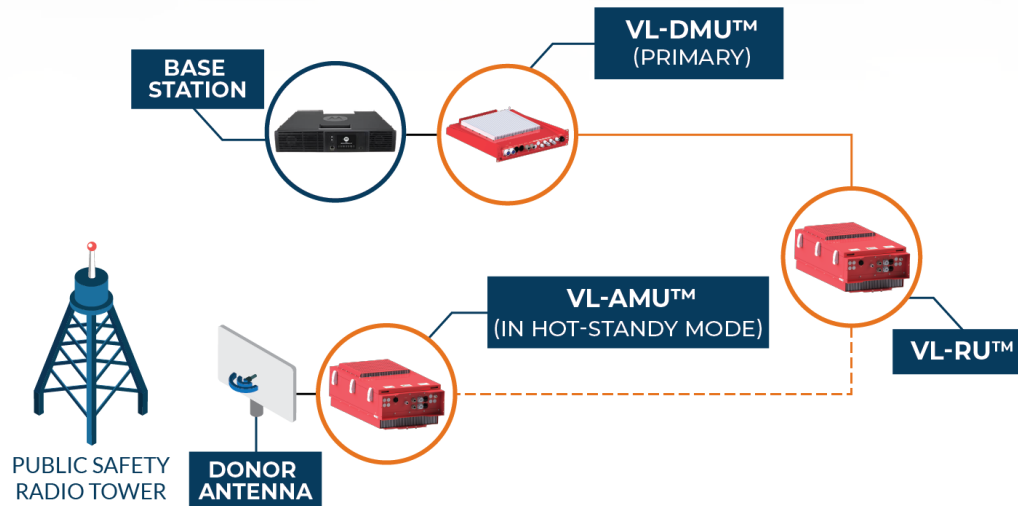 BASE
STATION
VL-DMU™
(PRIMARY)
VL-AMU™
(IN HOT-STANDY MODE)
VL-RU™
PUBLIC SAFETY
RADIO TOWER
DONOR
ANTENNA